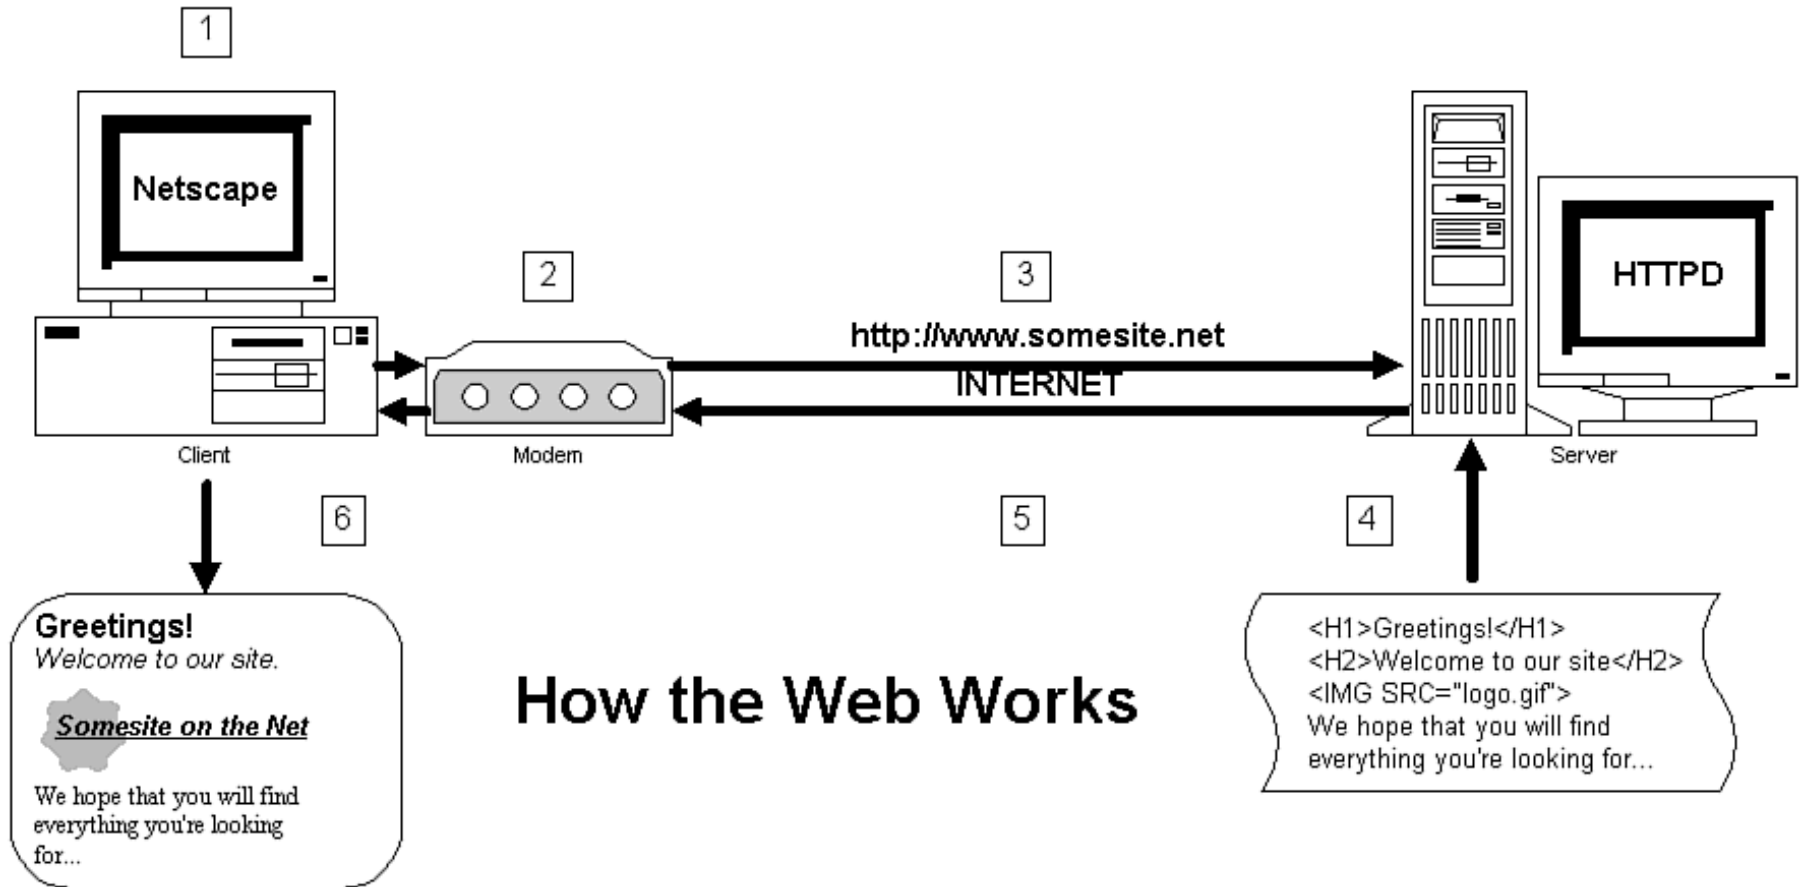 1
Netscape
2
3
http://www.somesite.net
INTERNET
HTTPD
Client
Modem
Server
6
5
4
Greetings!
Welcome to our site.
Somesite on the Net
We hope that you will find
everything you're looking
for...
How the Web Works
<H1>Greetings!</H1>
<H2>Welcome to our site</H2>
<IMG SRC="logo.gif">
We hope that you will find
everything you're looking for...